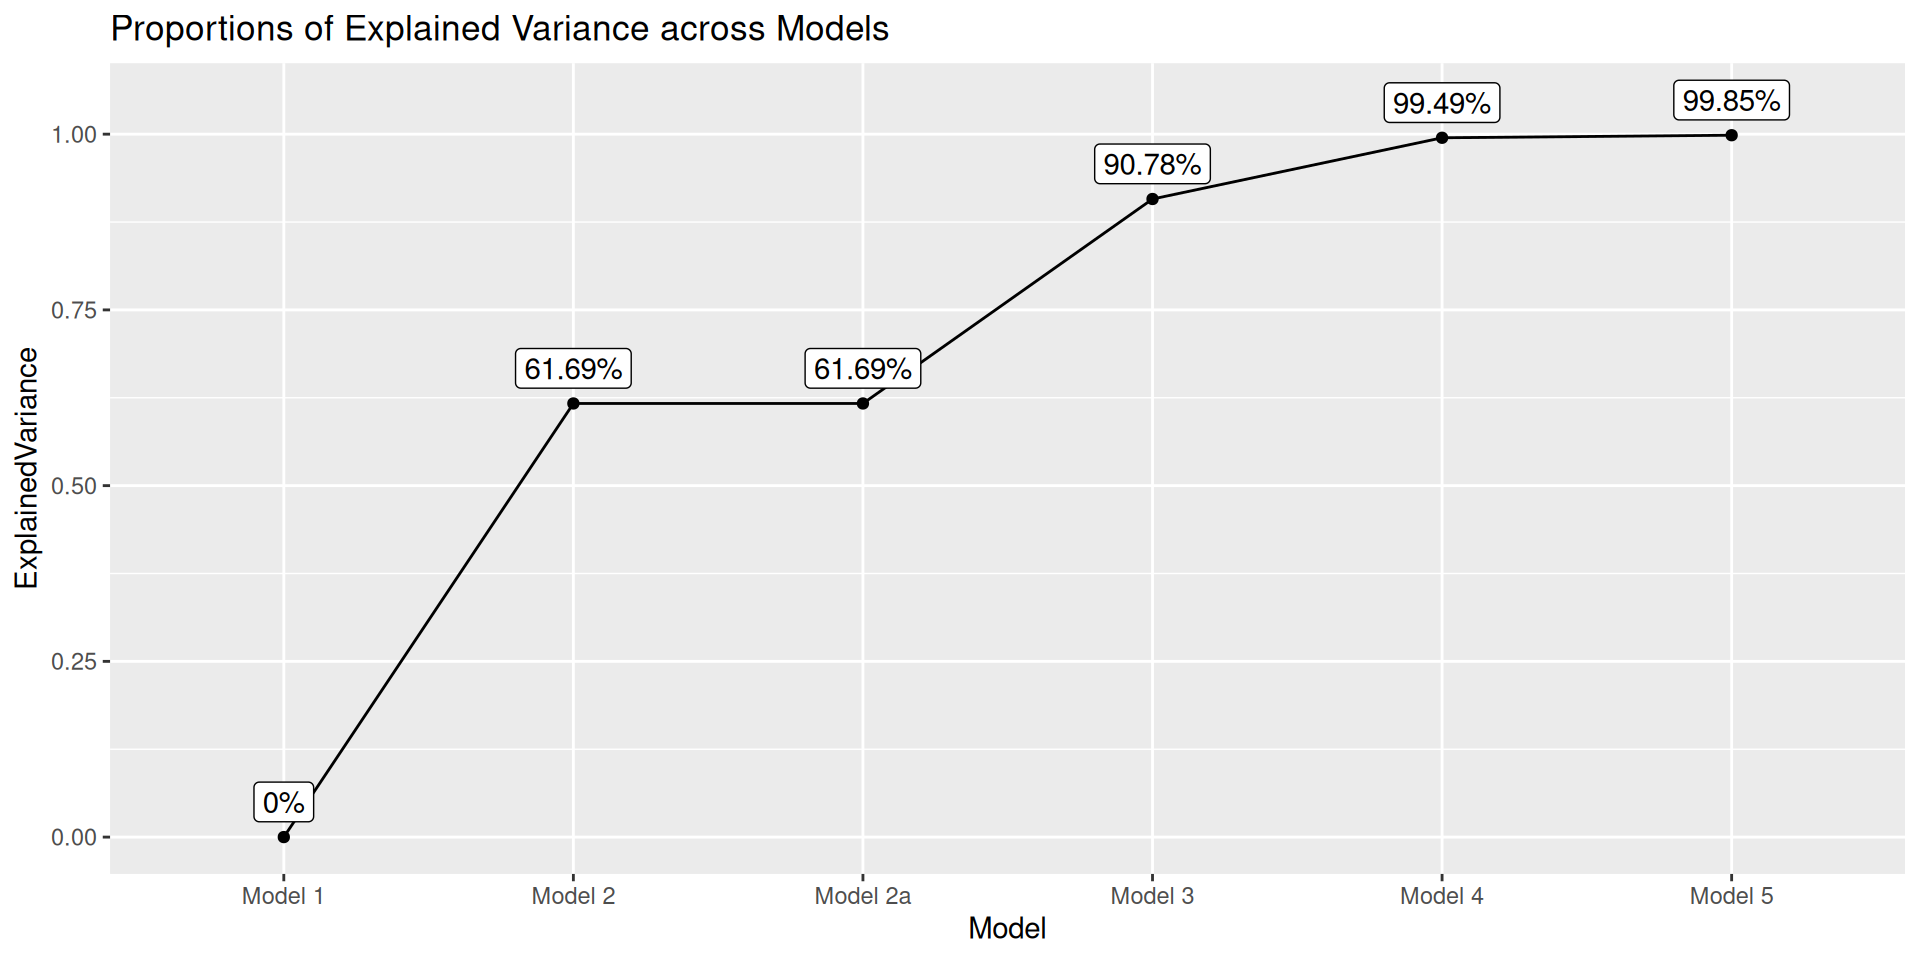 Proportions of Explained Variance across Models
ExplainedVariance
1.00
0.75
0.50
0.25
0.00
0%
61.69%
61.69%
90.78%
99.49%
99.85%
Model 1
Model 2
Model 2a
Model 3
Model 4
Model 5
Model